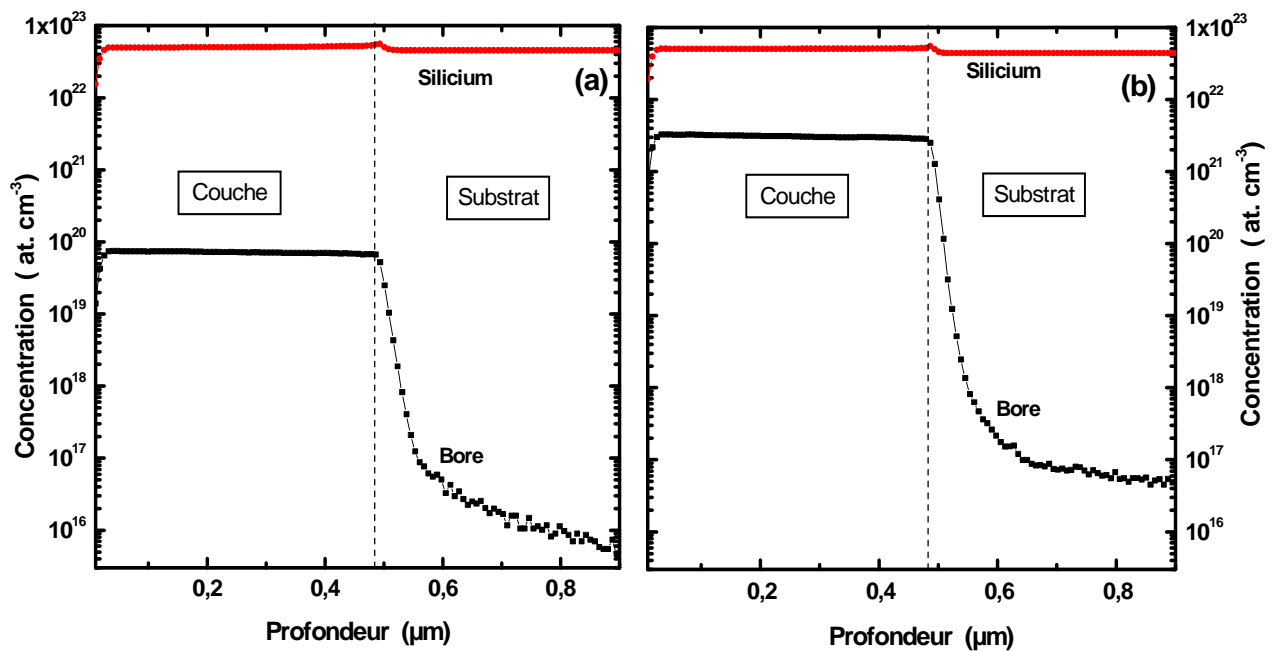 1x10^23
10^22
10^21
10^20
10^19
10^18
10^17
10^16
Concentration ( at. cm^-3)
Silicium
(a)
Couche
Substrat
Bore
0,2
0,4
0,6
0,8
Profondeur (µm)
Silicium
(b)
Couche
Substrat
Bore
0,2
0,4
0,6
0,8
Profondeur (µm)
1x10^23
10^22
10^21
10^20
10^19
10^18
10^17
10^16
Concentration ( at. cm^-3)